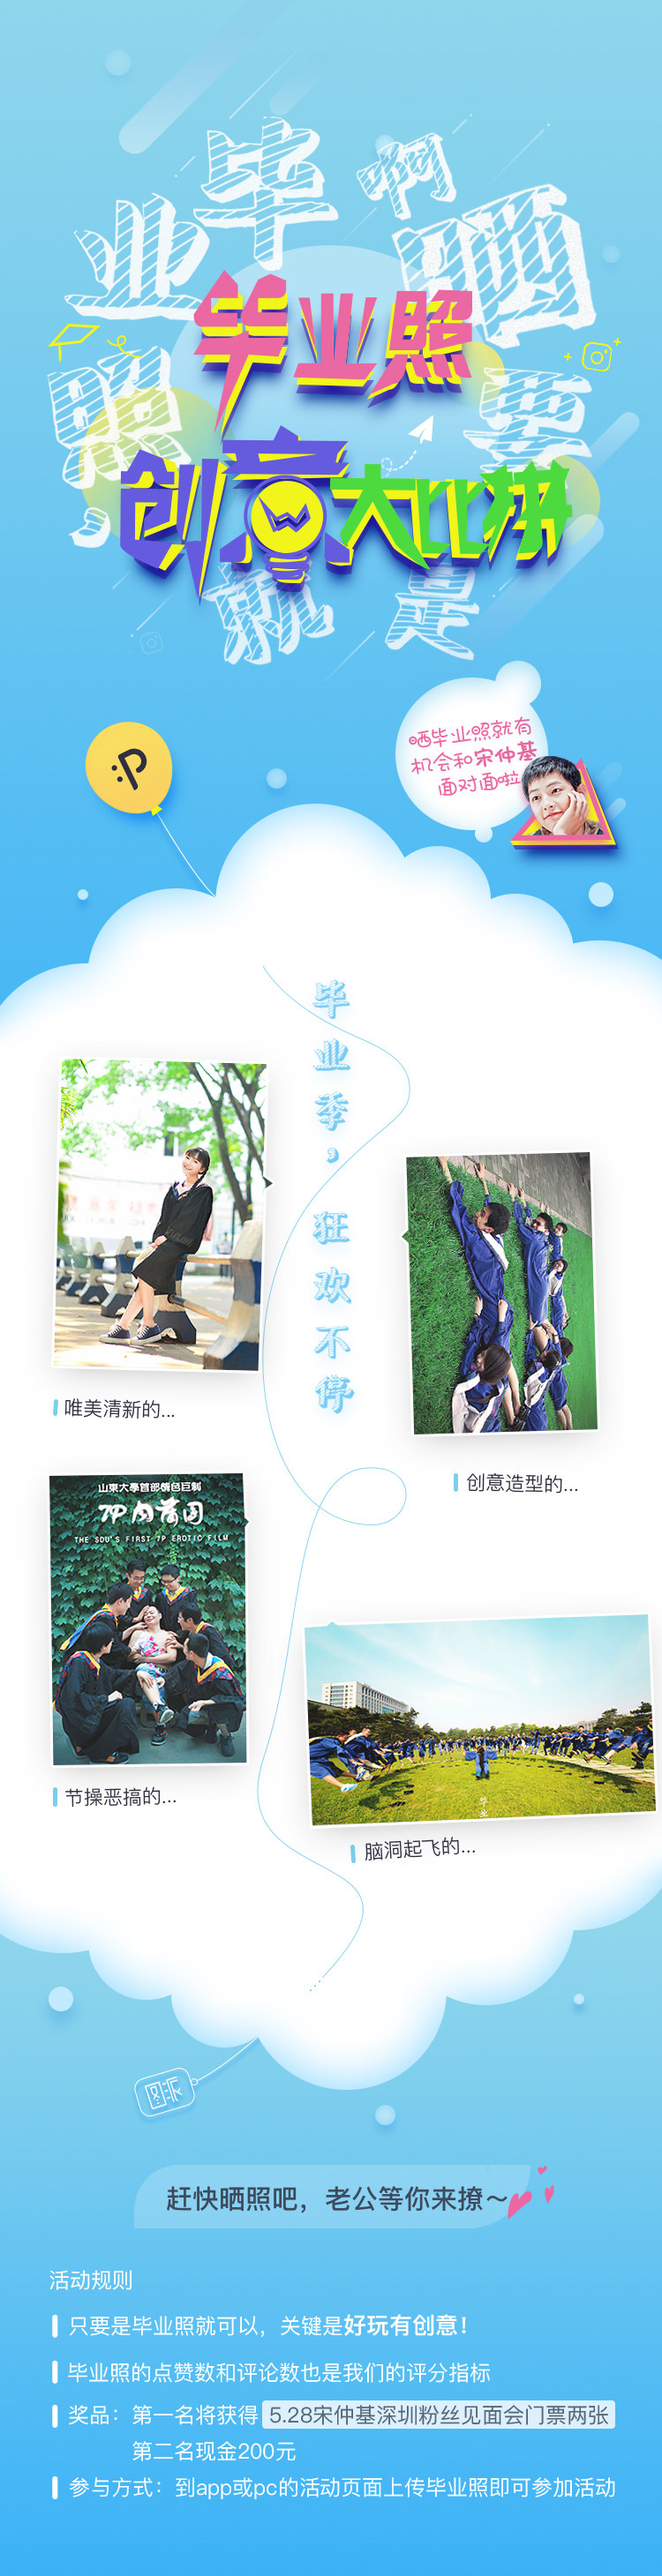 毕业啊晒
照，要
就是
毕业照
创意大比拼
晒毕业照就有
机会和宋仲基
面对面啦
:P
毕业季，狂欢不停
唯美清新的...
创意造型的...
山東大學首部情色巨制
7P肉蒲团
THE SDU'S FIRST 7P EROTIC FILM
节操恶搞的...
毕业
脑洞起飞的...
图派
赶快晒照吧，老公等你来撩～
活动规则
只要是毕业照就可以，关键是好玩有创意！
毕业照的点赞数和评论数也是我们的评分指标
奖品：第一名将获得 5.28宋仲基深圳粉丝见面会门票两张
第二名现金200元
参与方式：到app或pc的活动页面上传毕业照即可参加活动